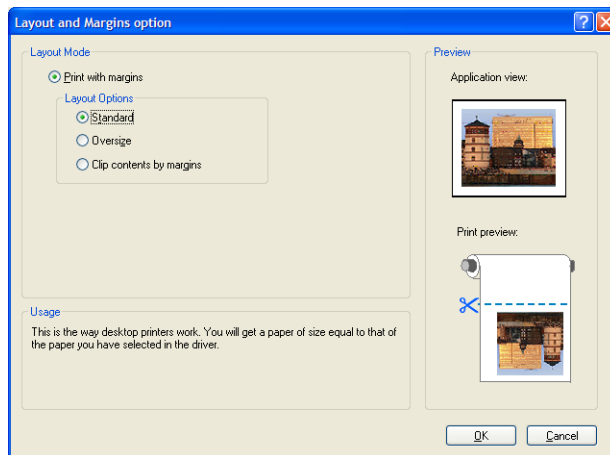 Layout and Margins option
Layout Mode
Print with margins
Layout Options
Standard
Oversize
Clip contents by margins
Usage
This is the way desktop printers work. You will get a paper of size equal to that of
the paper you have selected in the driver.
Preview
Application view:
Print preview:
OK
Cancel